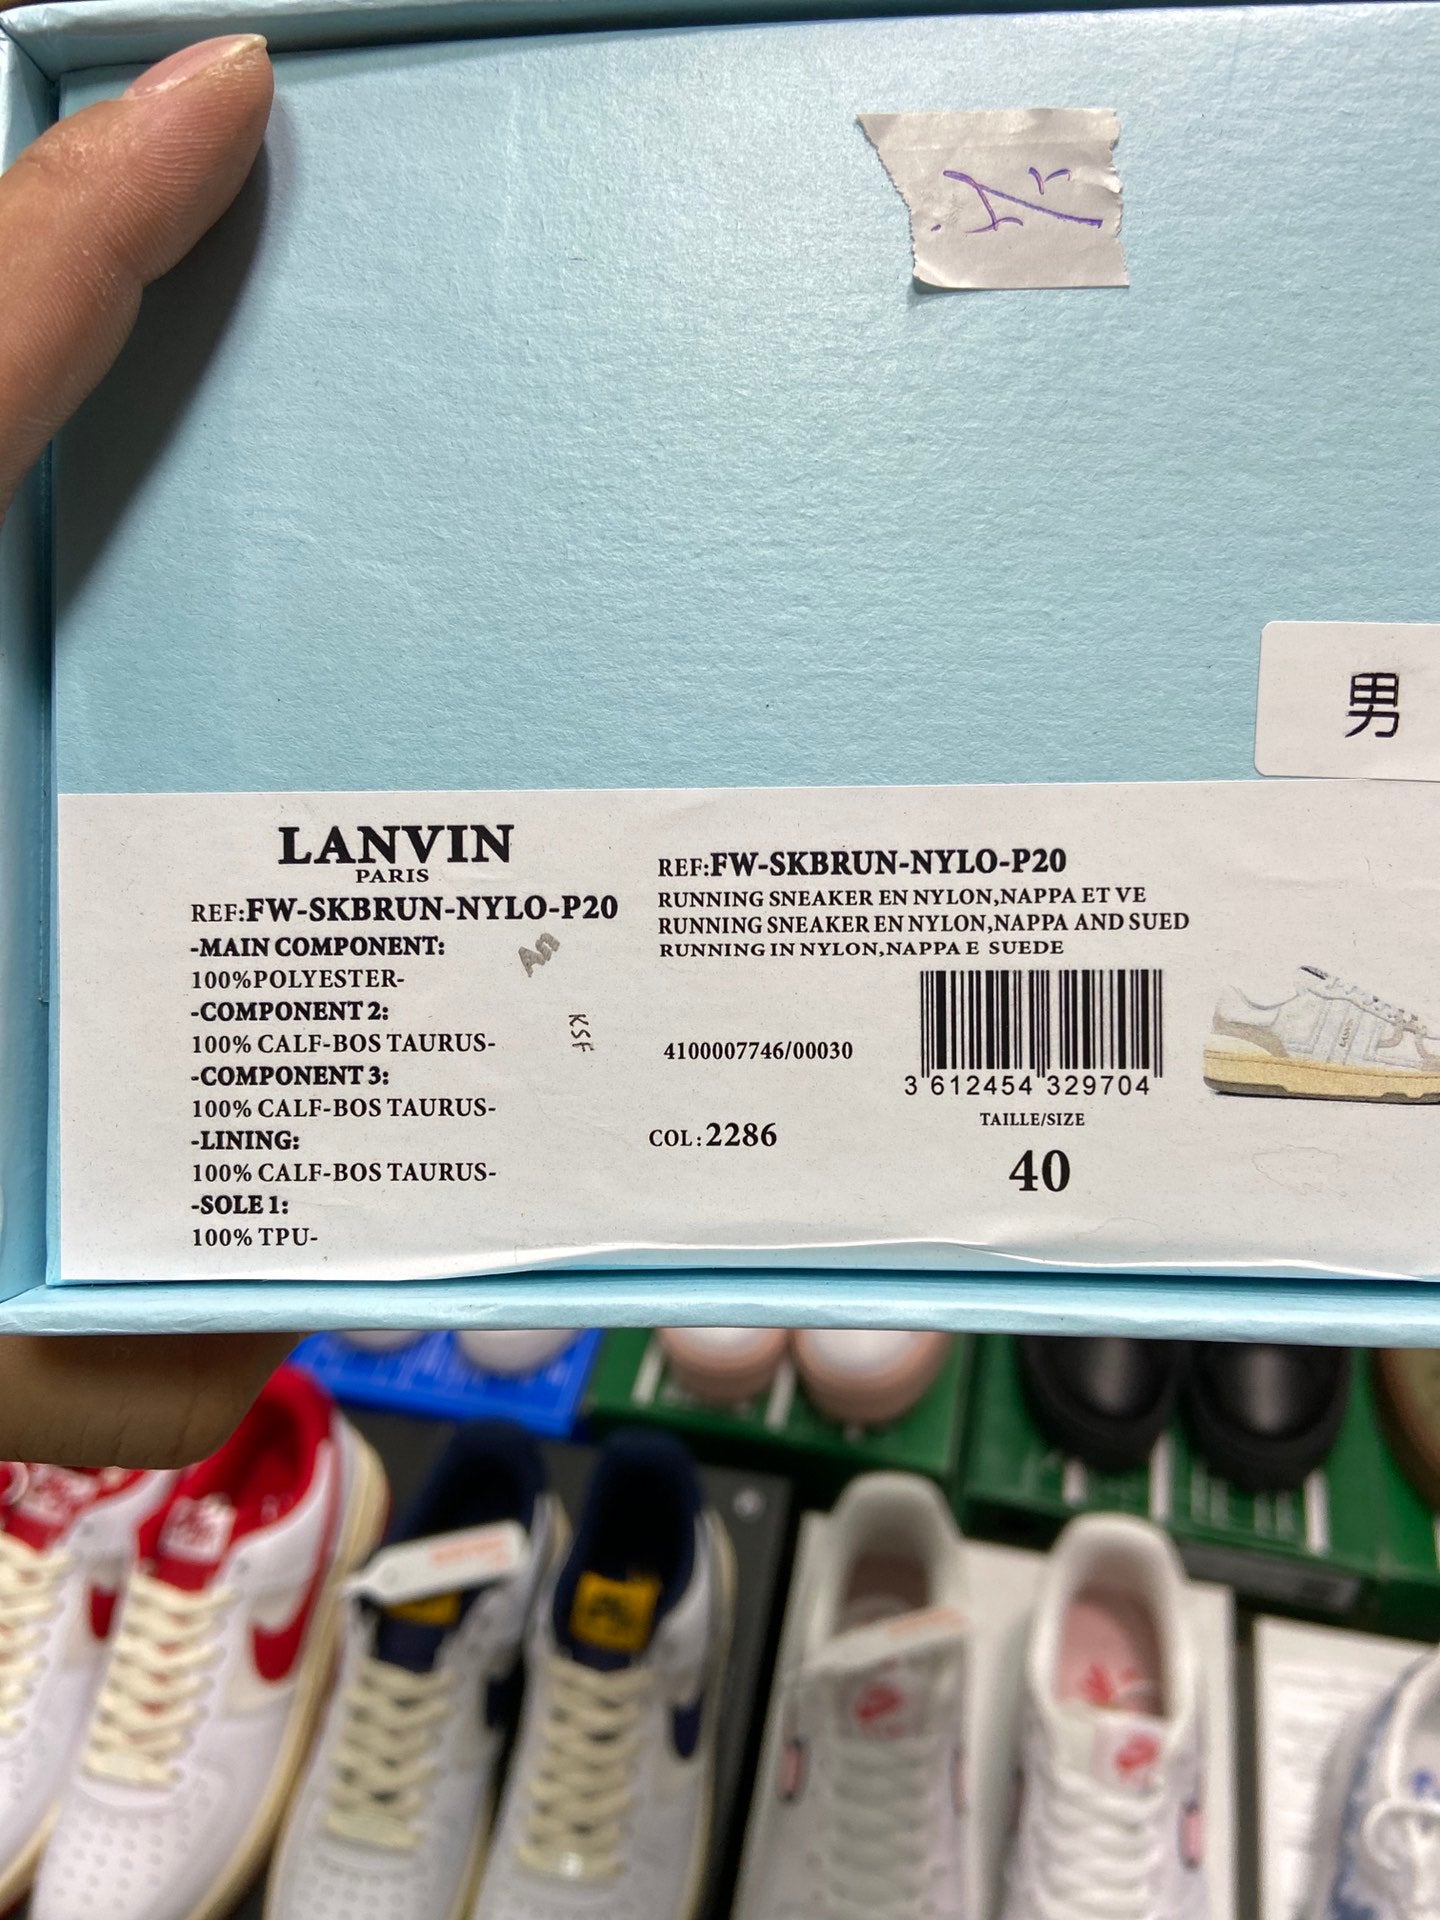 男
LANVIN
PARIS
REF:FW-SKBRUN-NYLO-P20
-MAIN COMPONENT:
100%POLYESTER-
-COMPONENT 2:
100% CALF-BOS TAURUS-
-COMPONENT 3:
100% CALF-BOS TAURUS-
-LINING:
100% CALF-BOS TAURUS-
-SOLE 1:
100% TPU-
KSF
REF:FW-SKBRUN-NYLO-P20
RUNNING SNEAKER EN NYLON,NAPPA ET VE
RUNNING SNEAKER EN NYLON,NAPPA AND SUED
RUNNING IN NYLON,NAPPA E SUEDE
4100007746/00030
3 612454 329704
COL:2286
TAILLE/SIZE
40
LANVIN